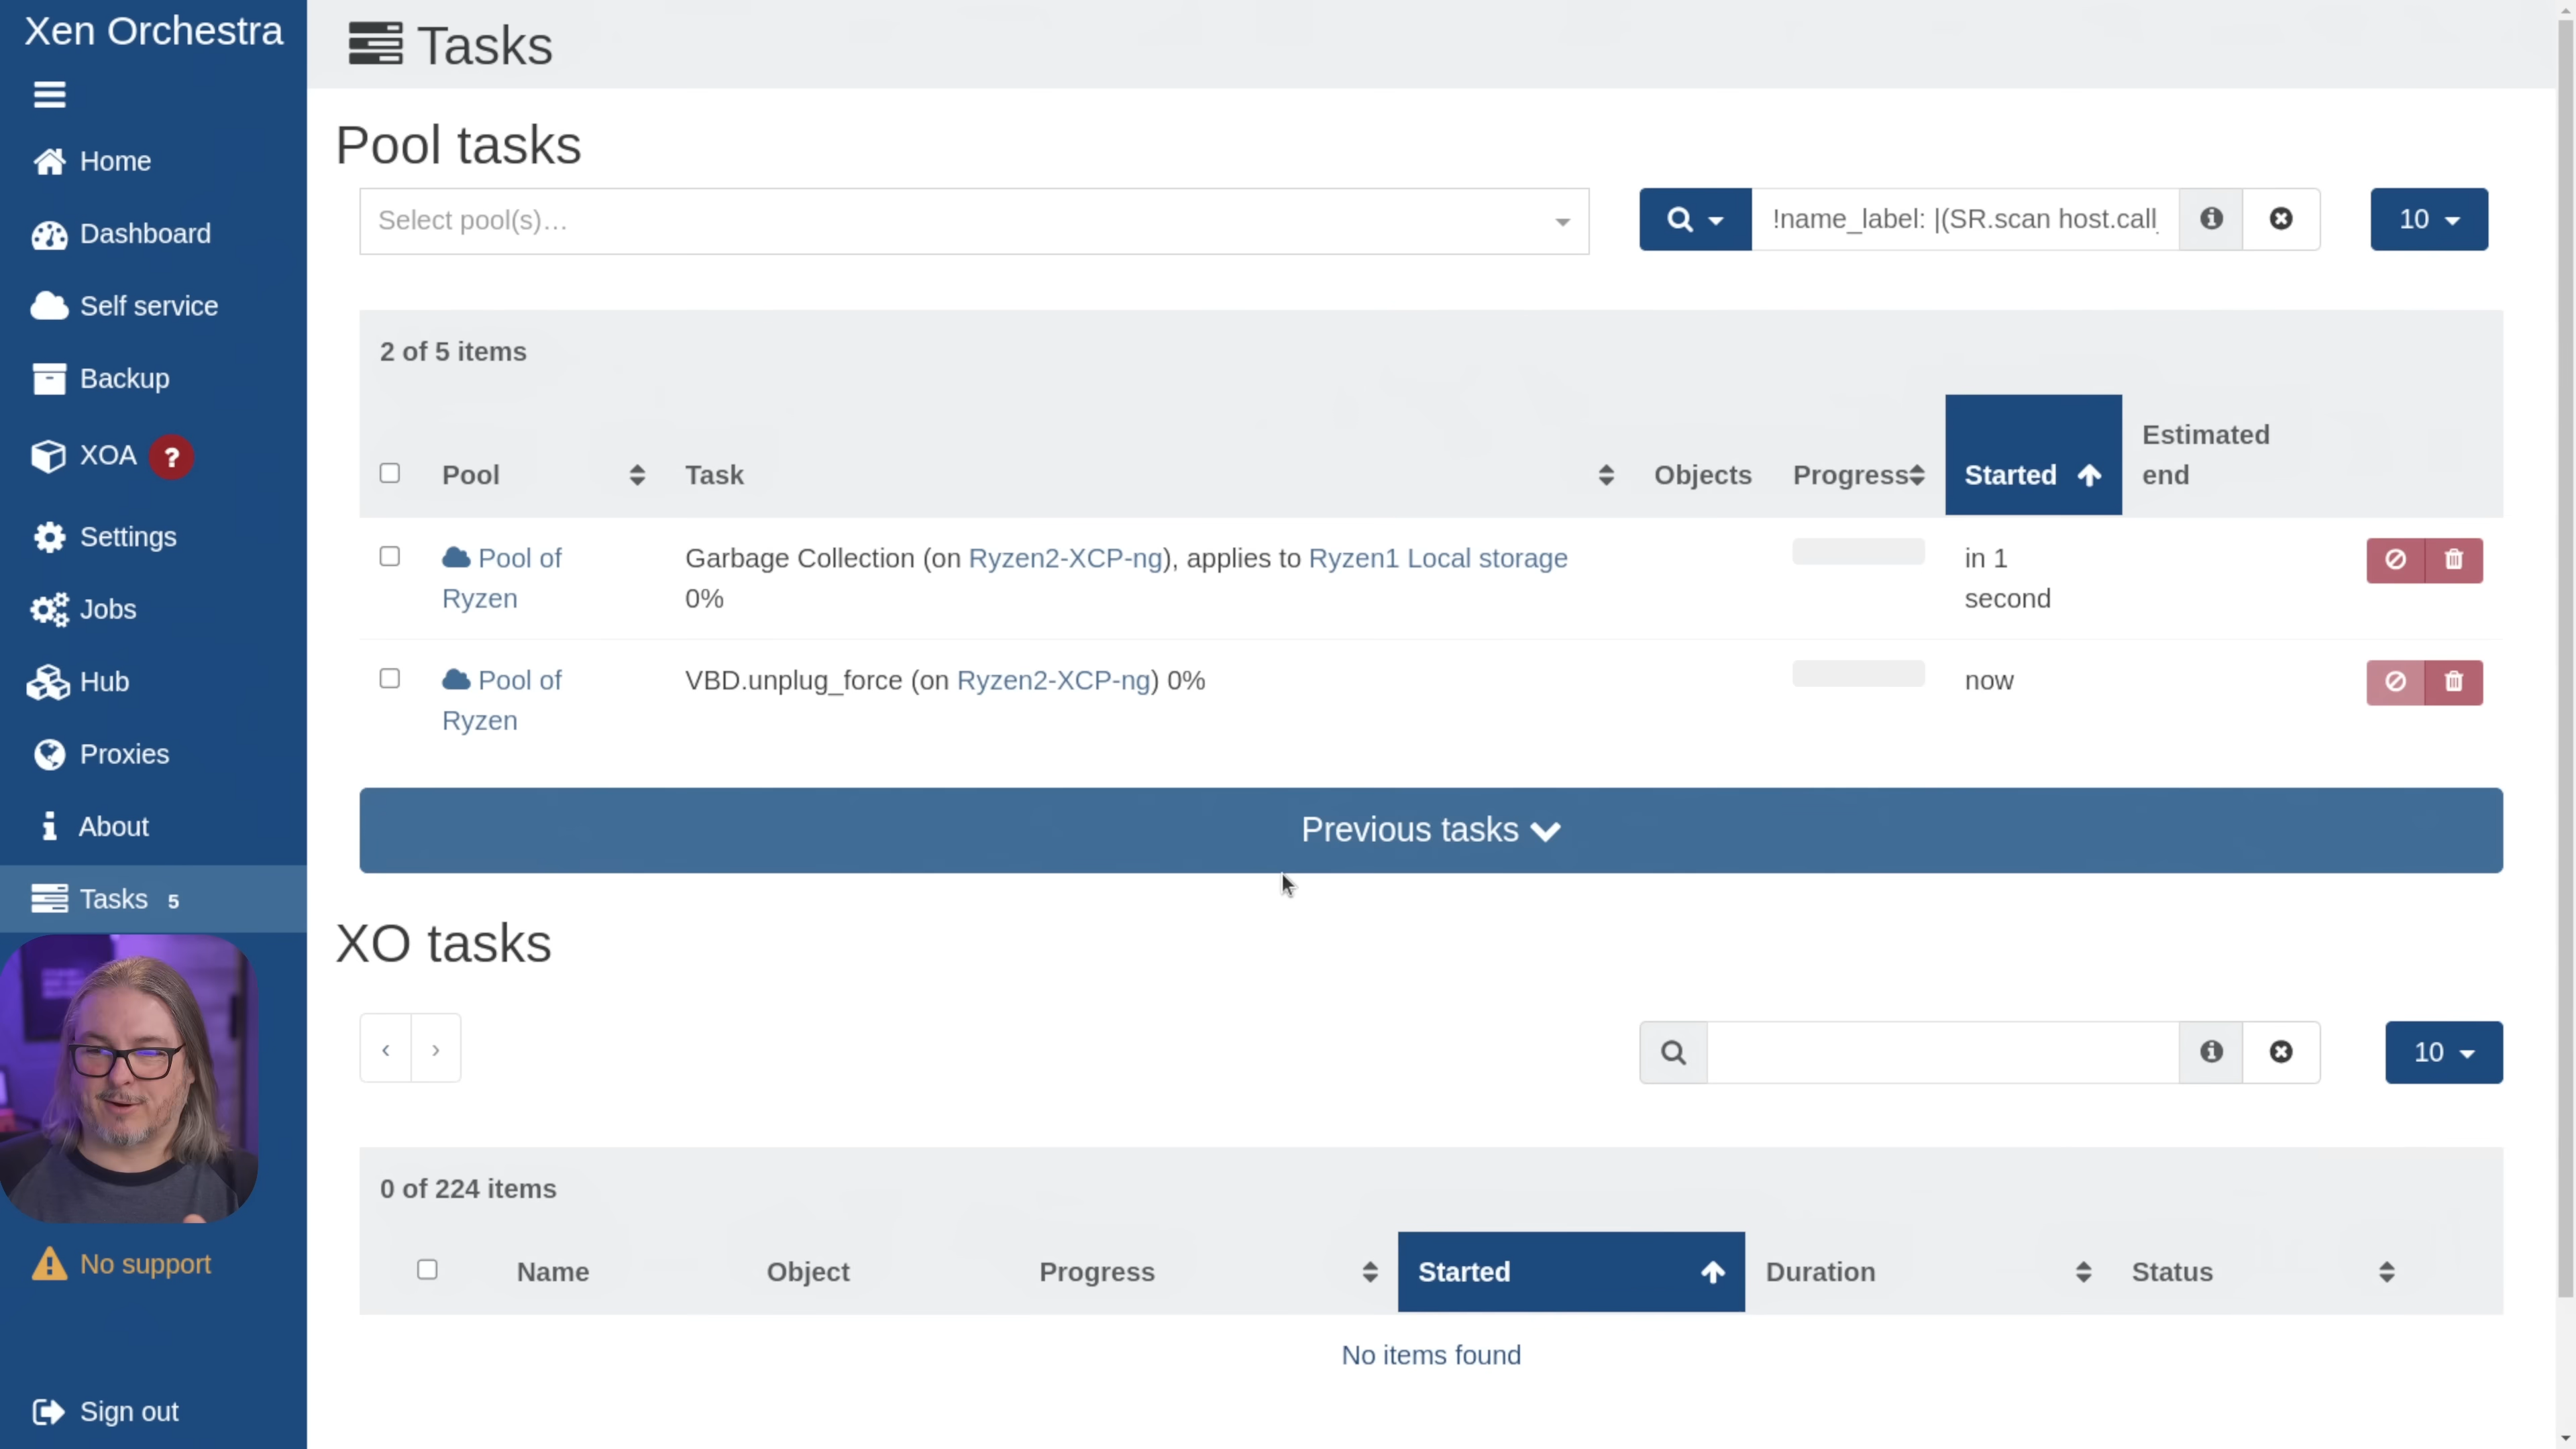 Xen Orchestra
Tasks
Home
Dashboard
Self service
Backup
XOA ?
Settings
Jobs
Hub
Proxies
About
Tasks 5
No support
Sign out
Pool tasks
Select pool(s)...
!name_label: |(SR.scan host.call_
10
2 of 5 items
Pool Task Objects Progress Started Estimated
end
Pool of
Ryzen
Garbage Collection (on Ryzen2-XCP-ng), applies to Ryzen1 Local storage
0%
in 1
second
Pool of
Ryzen
VBD.unplug_force (on Ryzen2-XCP-ng) 0%
now
Previous tasks
XO tasks
‹ ›
10
0 of 224 items
Name Object Progress Started Duration Status
No items found